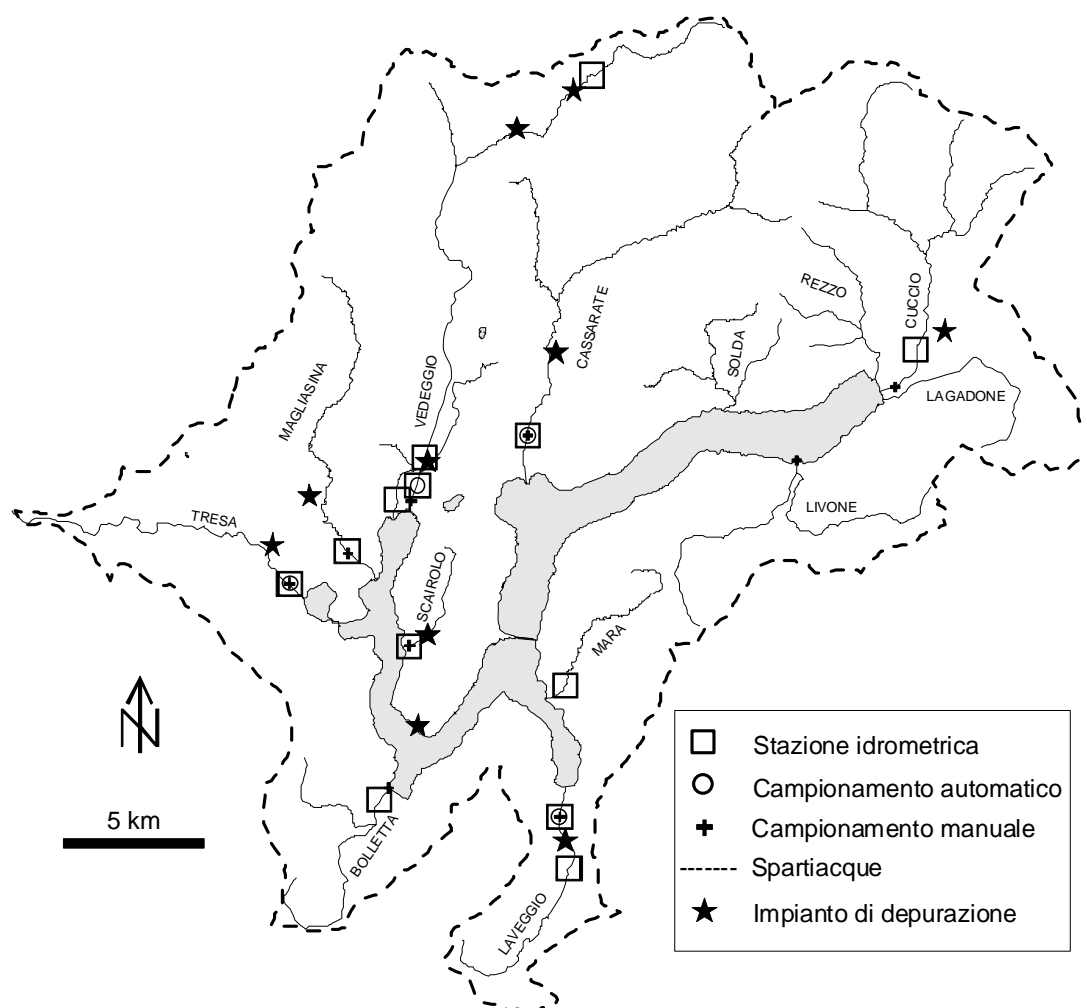 REZZO
CUCCIO
CASSARATE
SOLDA
VEDEGGIO
MAGLIASINA
LAGADONE
TRESA
LIVONE
SCAIROLO
MARA
N
5 km
BOLLETTA
LAVEGGIO
Stazione idrometrica
Campionamento automatico
Campionamento manuale
Spartiacque
Impianto di depurazione